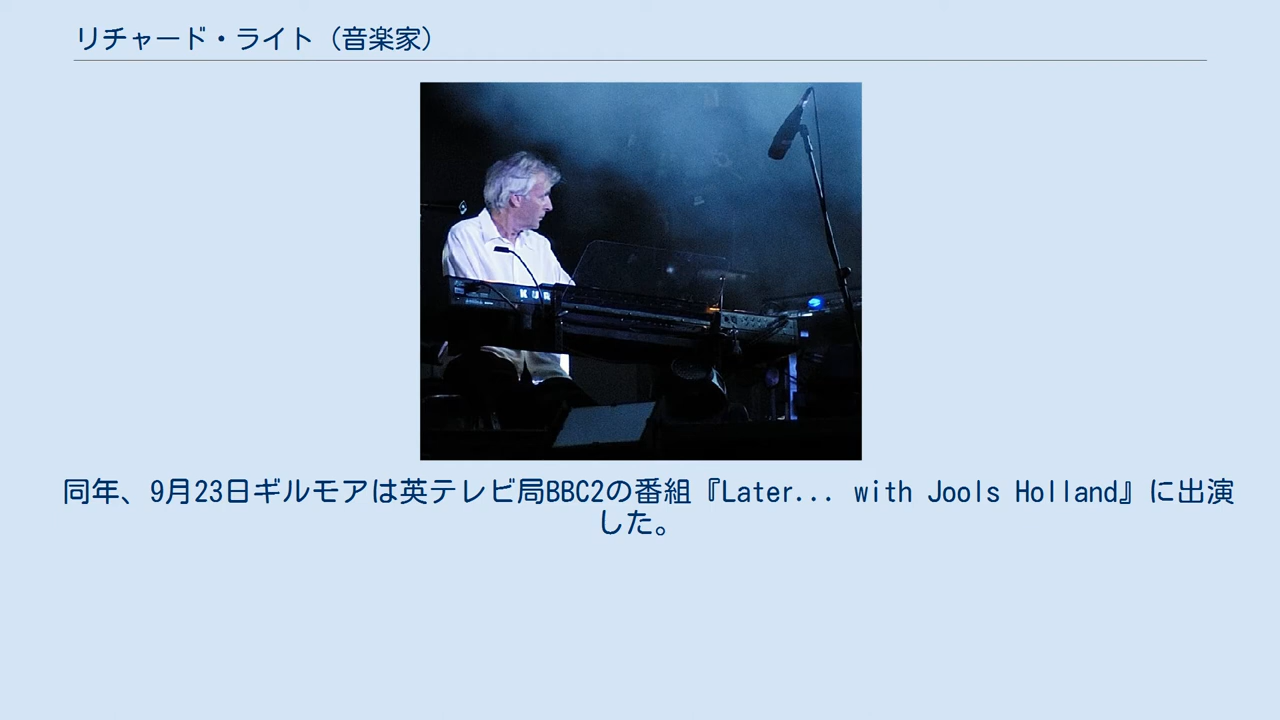 リチャード・ライト（音楽家）
同年、9月23日ギルモアは英テレビ局BBC2の番組『Later... with Jools Holland』に出演
した。